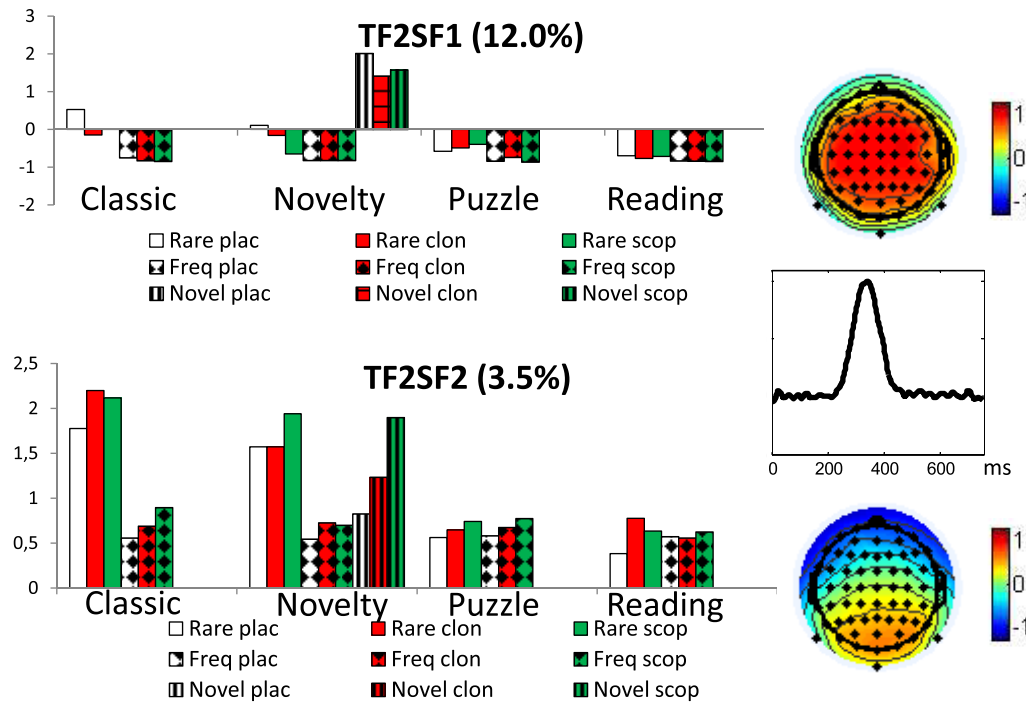 TF2SF1 (12.0%)
3
2
1
0
-1
-2
Classic Novelty Puzzle Reading
Rare plac Rare clon Rare scop
Freq plac Freq clon Freq scop
Novel plac Novel clon Novel scop
1
0
-1
0 200 400 600 ms
TF2SF2 (3.5%)
2,5
2
1,5
1
0,5
0
Classic Novelty Puzzle Reading
Rare plac Rare clon Rare scop
Freq plac Freq clon Freq scop
Novel plac Novel clon Novel scop
1
0
-1